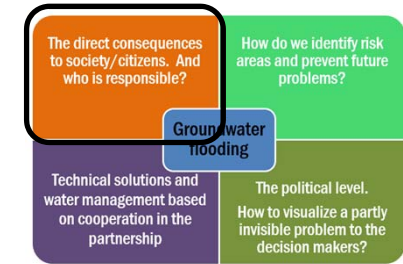 The direct consequences
to society/citizens. And
who is responsible?
How do we identify risk
areas and prevent future
problems?
Groundwater
flooding
Technical solutions and
water management based
on cooperation in the
partnership
The political level.
How to visualize a partly
invisible problem to the
decision makers?